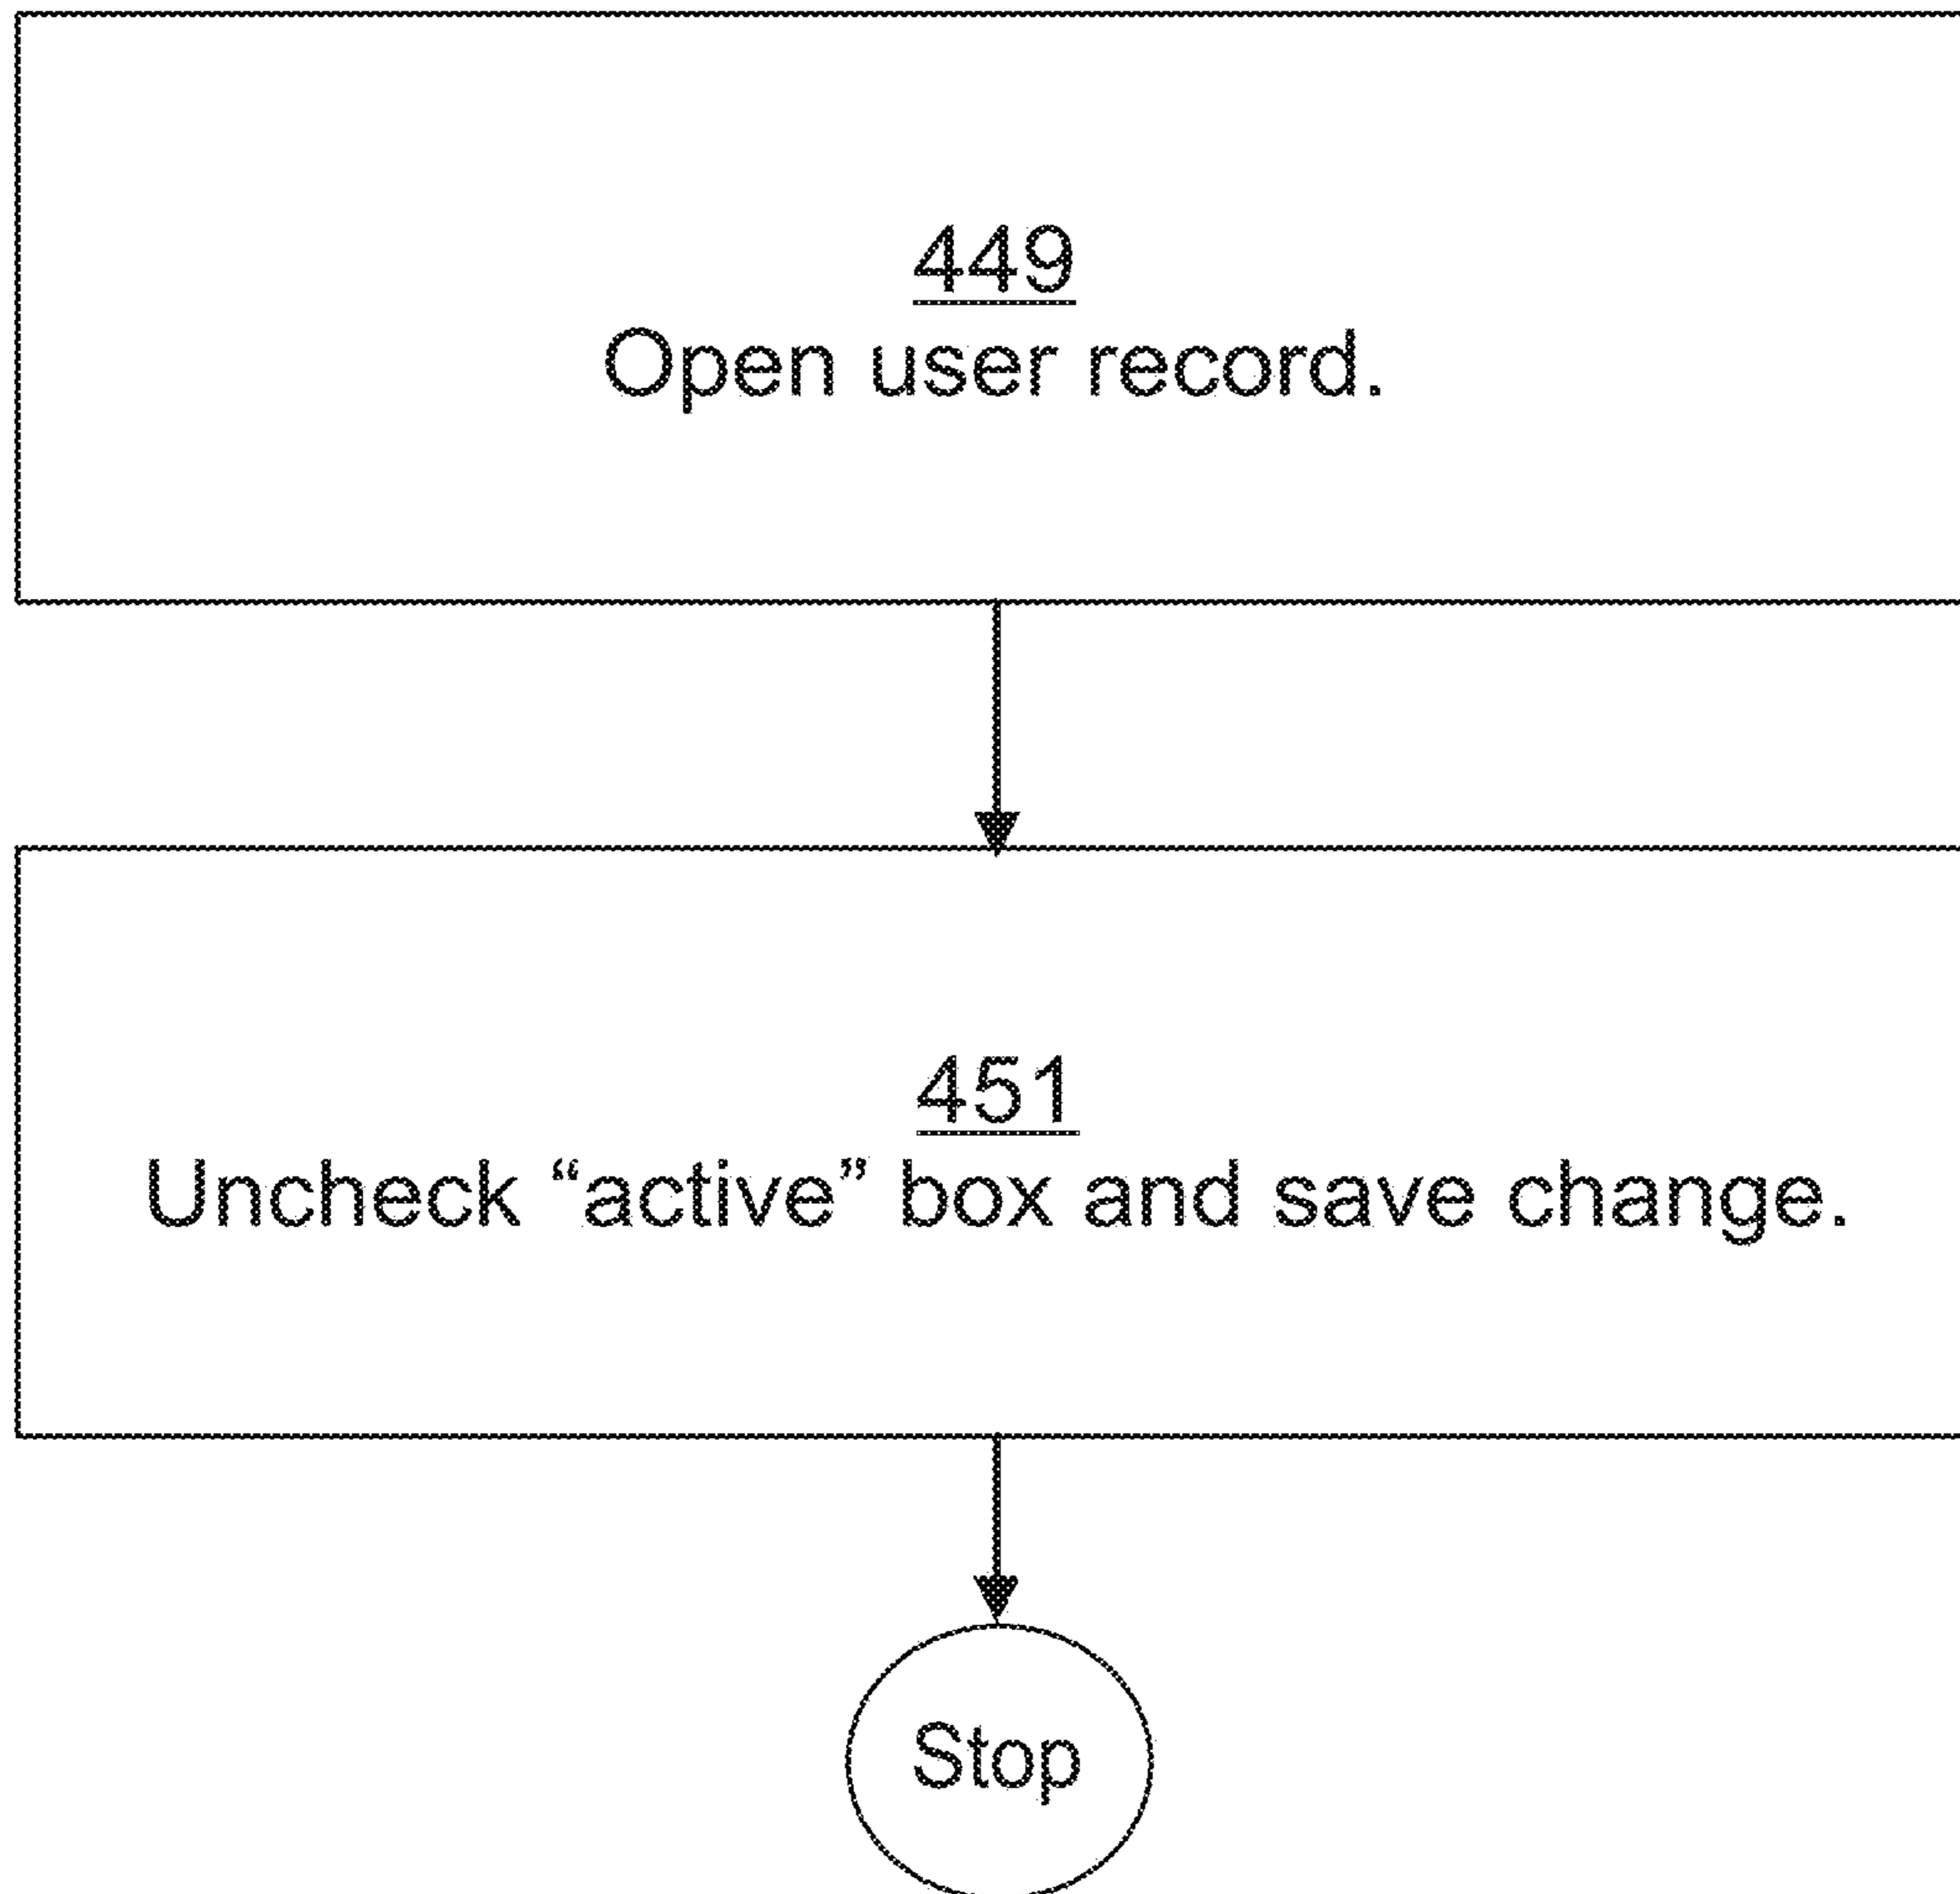 449
Open user record.
451
Uncheck “active” box and save change.
Stop